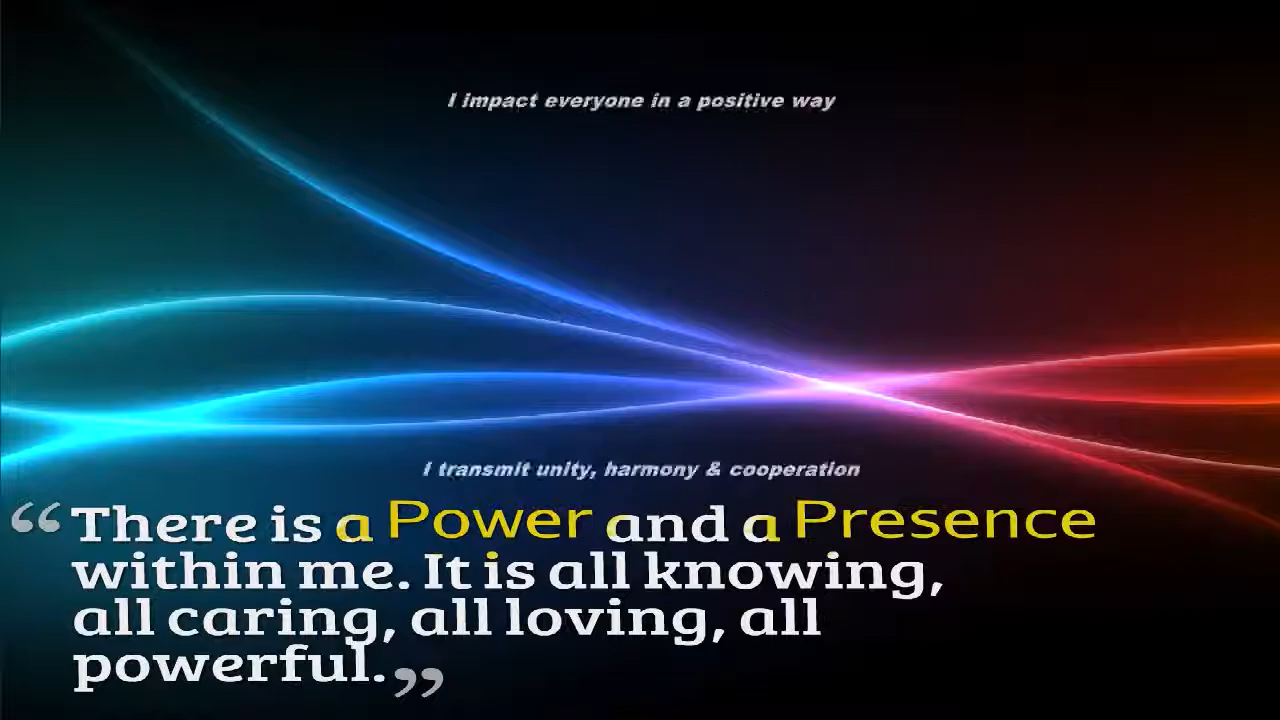 I impact everyone in a positive way
I transmit unity, harmony & cooperation
“There is a Power and a Presence
within me. It is all knowing,
all caring, all loving, all
powerful.”